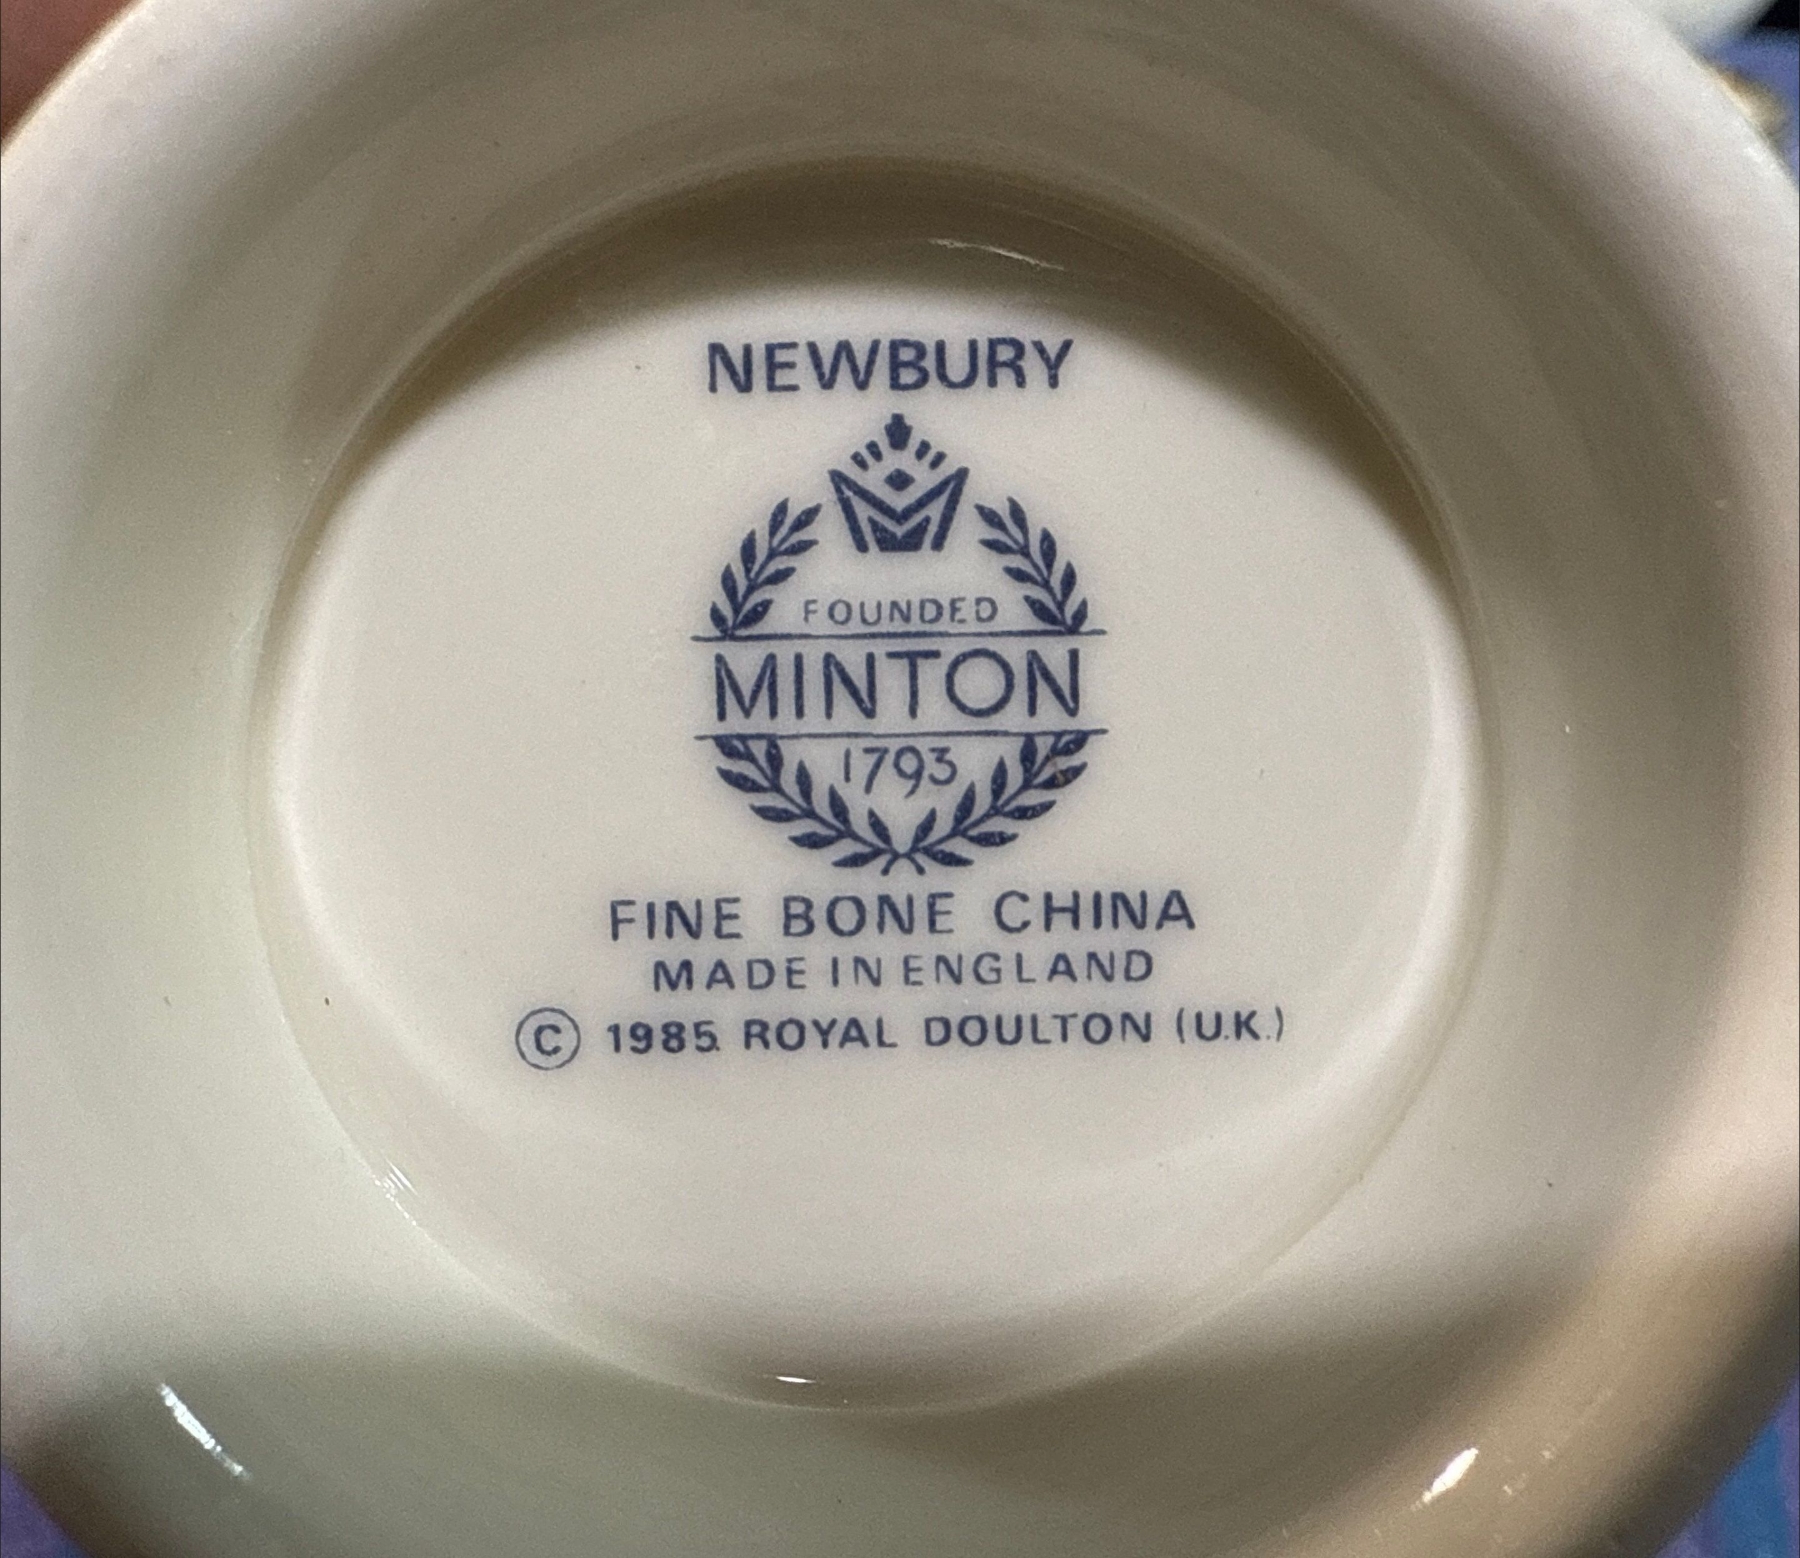 NEWBURY
FOUNDED
MINTON
1793
FINE BONE CHINA
MADE IN ENGLAND
© 1985. ROYAL DOULTON (U.K.)